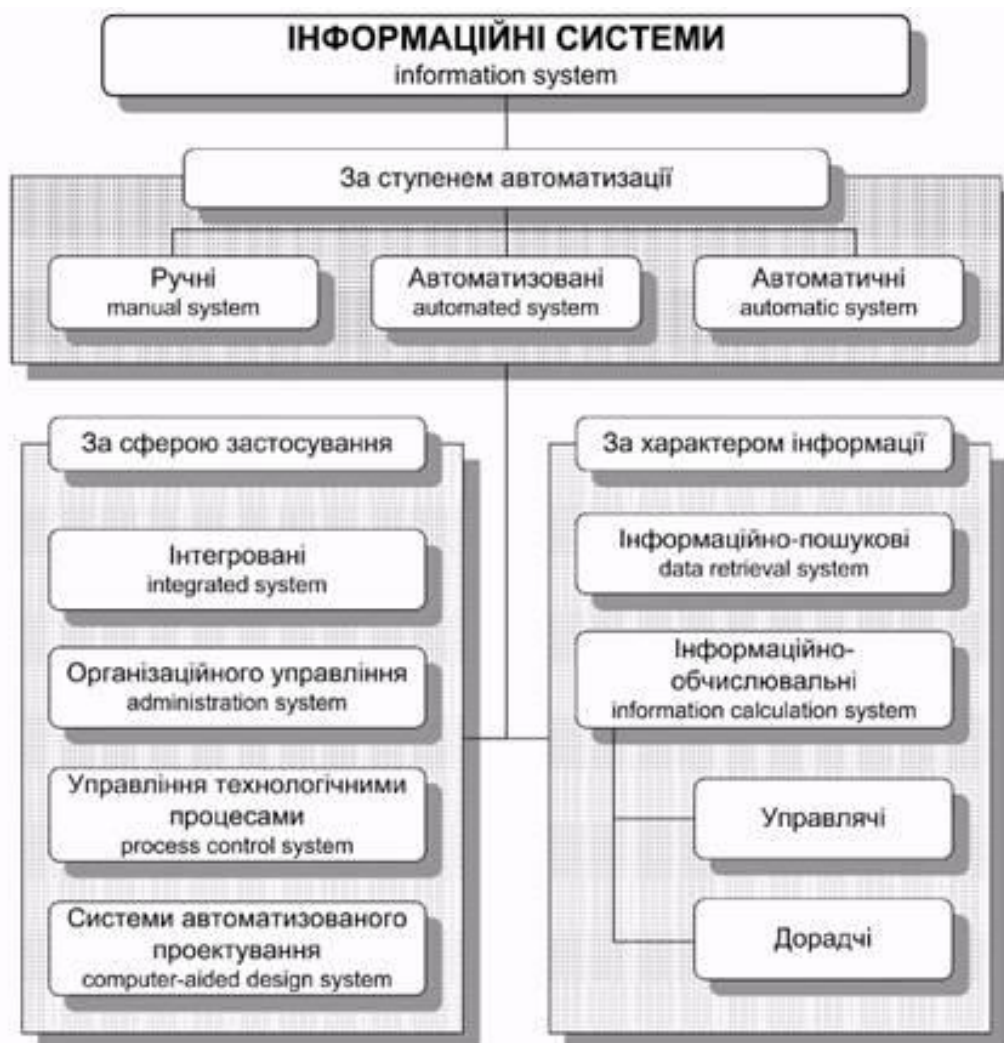 ІНФОРМАЦІЙНІ СИСТЕМИ
information system
За ступенем автоматизації
Ручні
manual system
Автоматизовані
automated system
Автоматичні
automatic system
За сферою застосування
Інтегровані
integrated system
Організаційного управління
administration system
Управління технологічними
процесами
process control system
Системи автоматизованого
проектування
computer-aided design system
За характером інформації
Інформаційно-пошукові
data retrieval system
Інформаційно-
обчислювальні
information calculation system
Управлячі
Дорадчі